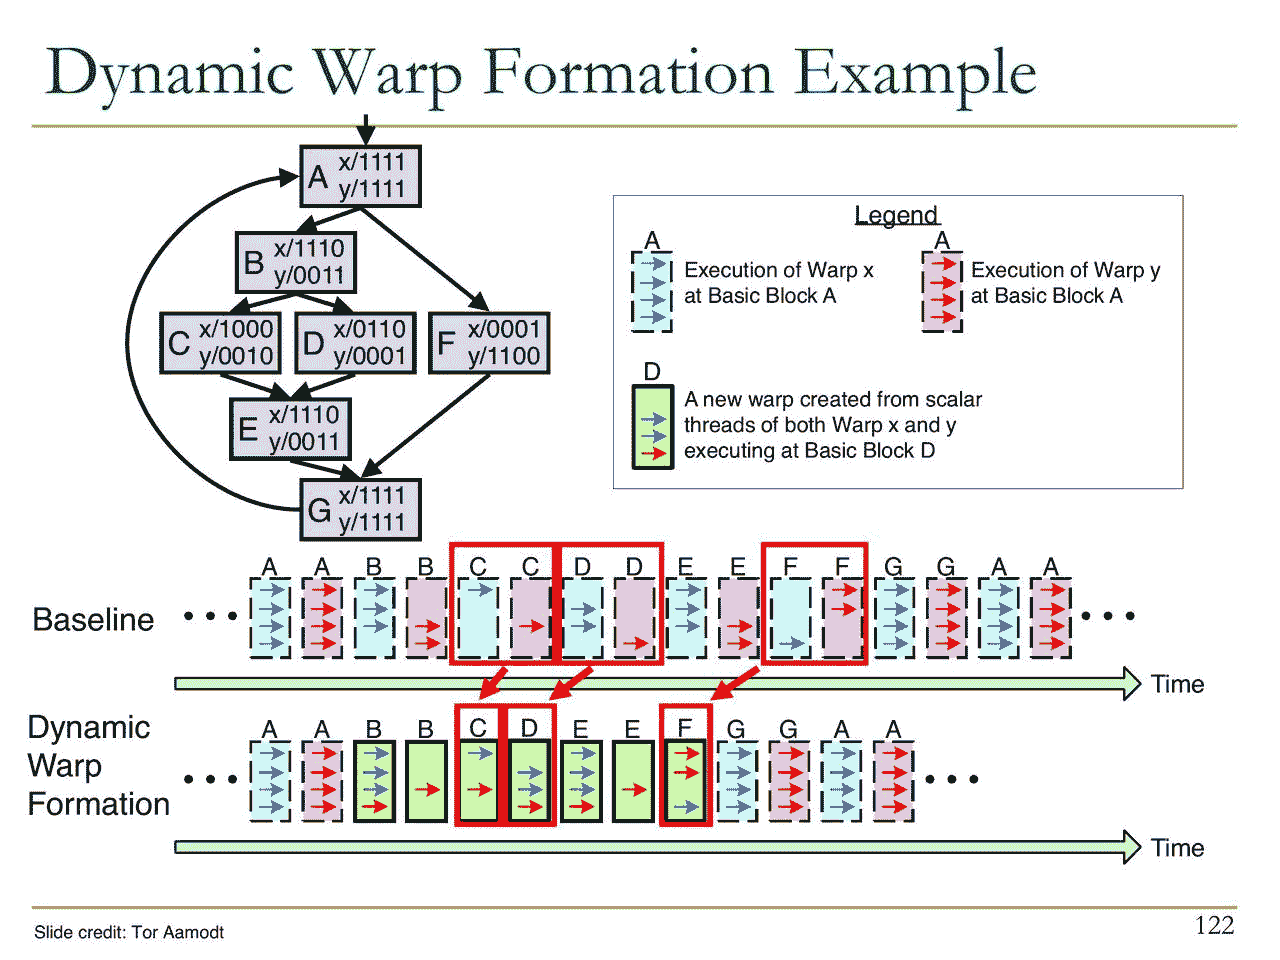 Dynamic Warp Formation Example
A x/1111
y/1111
B x/1110
y/0011
C x/1000
y/0010
D x/0110
y/0001
F x/0001
y/1100
E x/1110
y/0011
G x/1111
y/1111
Legend
A
Execution of Warp x
at Basic Block A
A
Execution of Warp y
at Basic Block A
D
A new warp created from scalar
threads of both Warp x and y
executing at Basic Block D
A A B B C C D D E E F F G G A A
Baseline
Time
A A B B C D E E F G G A A
Dynamic
Warp
Formation
Time
Slide credit: Tor Aamodt
122